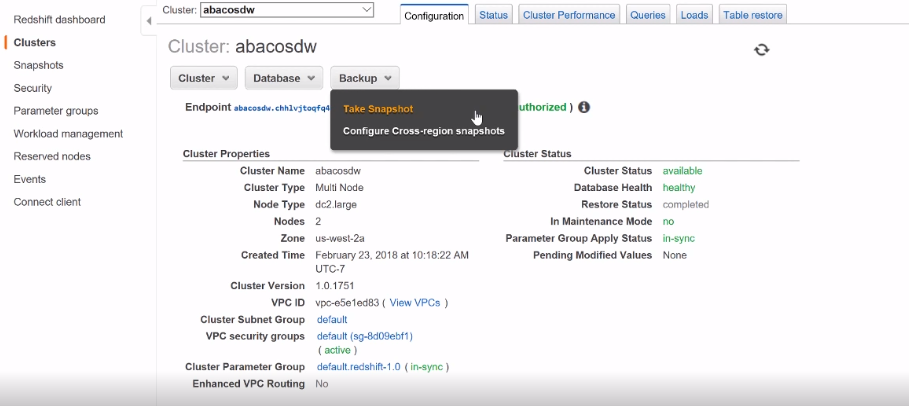 Redshift dashboard
Clusters
Snapshots
Security
Parameter groups
Workload management
Reserved nodes
Events
Connect client
Cluster: abacosdw
Configuration Status Cluster Performance Queries Loads Table restore
Cluster: abacosdw
Cluster Database Backup
Endpoint abacosdw.chhlvjtoqfq4 uthorized )
Take Snapshot
Configure Cross-region snapshots
Cluster Properties
Cluster Name abacosdw
Cluster Type Multi Node
Node Type dc2.large
Nodes 2
Zone us-west-2a
Created Time February 23, 2018 at 10:18:22 AM
UTC-7
Cluster Version 1.0.1751
VPC ID vpc-e5e1ed83 ( View VPCs )
Cluster Subnet Group default
VPC security groups default (sg-8d09ebf1)
( active )
Cluster Parameter Group default.redshift-1.0 ( in-sync )
Enhanced VPC Routing No
Cluster Status
Cluster Status available
Database Health healthy
Restore Status completed
In Maintenance Mode no
Parameter Group Apply Status in-sync
Pending Modified Values None